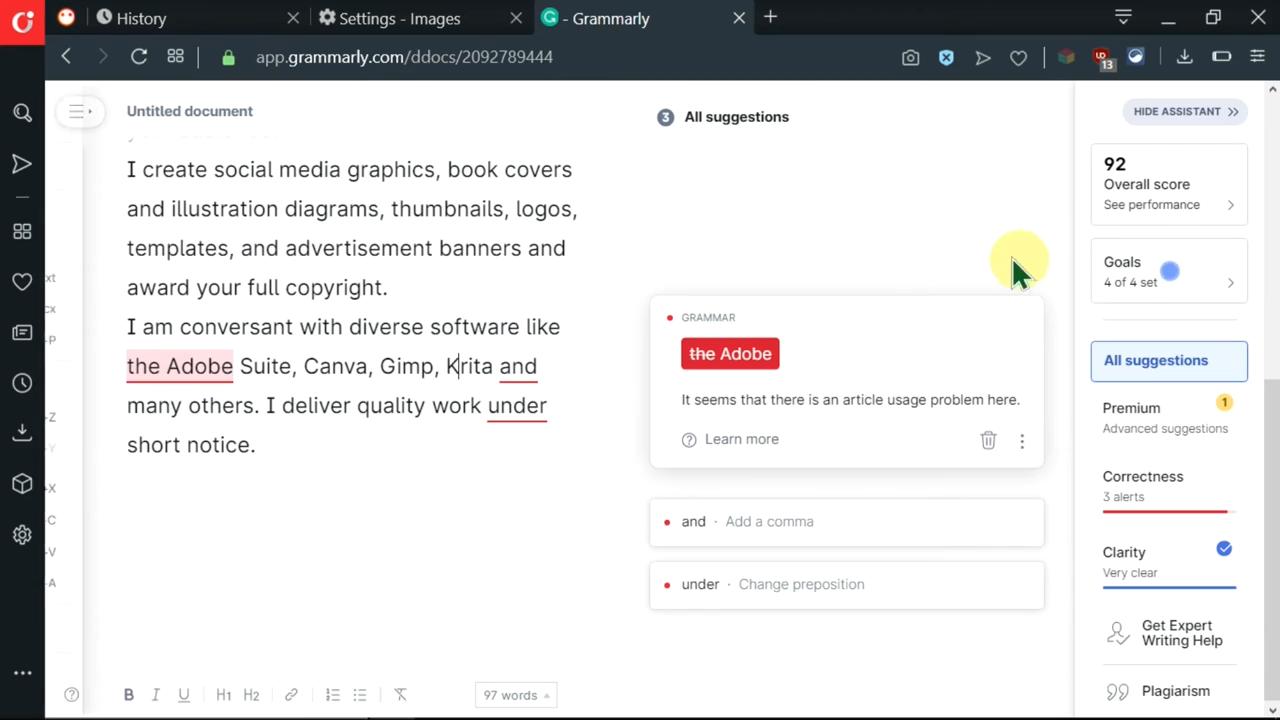 History
Settings - Images
- Grammarly
app.grammarly.com/ddocs/2092789444
13
Untitled document
I create social media graphics, book covers
and illustration diagrams, thumbnails, logos,
templates, and advertisement banners and
award your full copyright.
I am conversant with diverse software like
the Adobe Suite, Canva, Gimp, Krita and
many others. I deliver quality work under
short notice.
3 All suggestions
GRAMMAR
the Adobe
It seems that there is an article usage problem here.
Learn more
and · Add a comma
under · Change preposition
HIDE ASSISTANT
92
Overall score
See performance
Goals
4 of 4 set
All suggestions
Premium 1
Advanced suggestions
Correctness
3 alerts
Clarity
Very clear
Get Expert
Writing Help
Plagiarism
B I U H1 H2
97 words